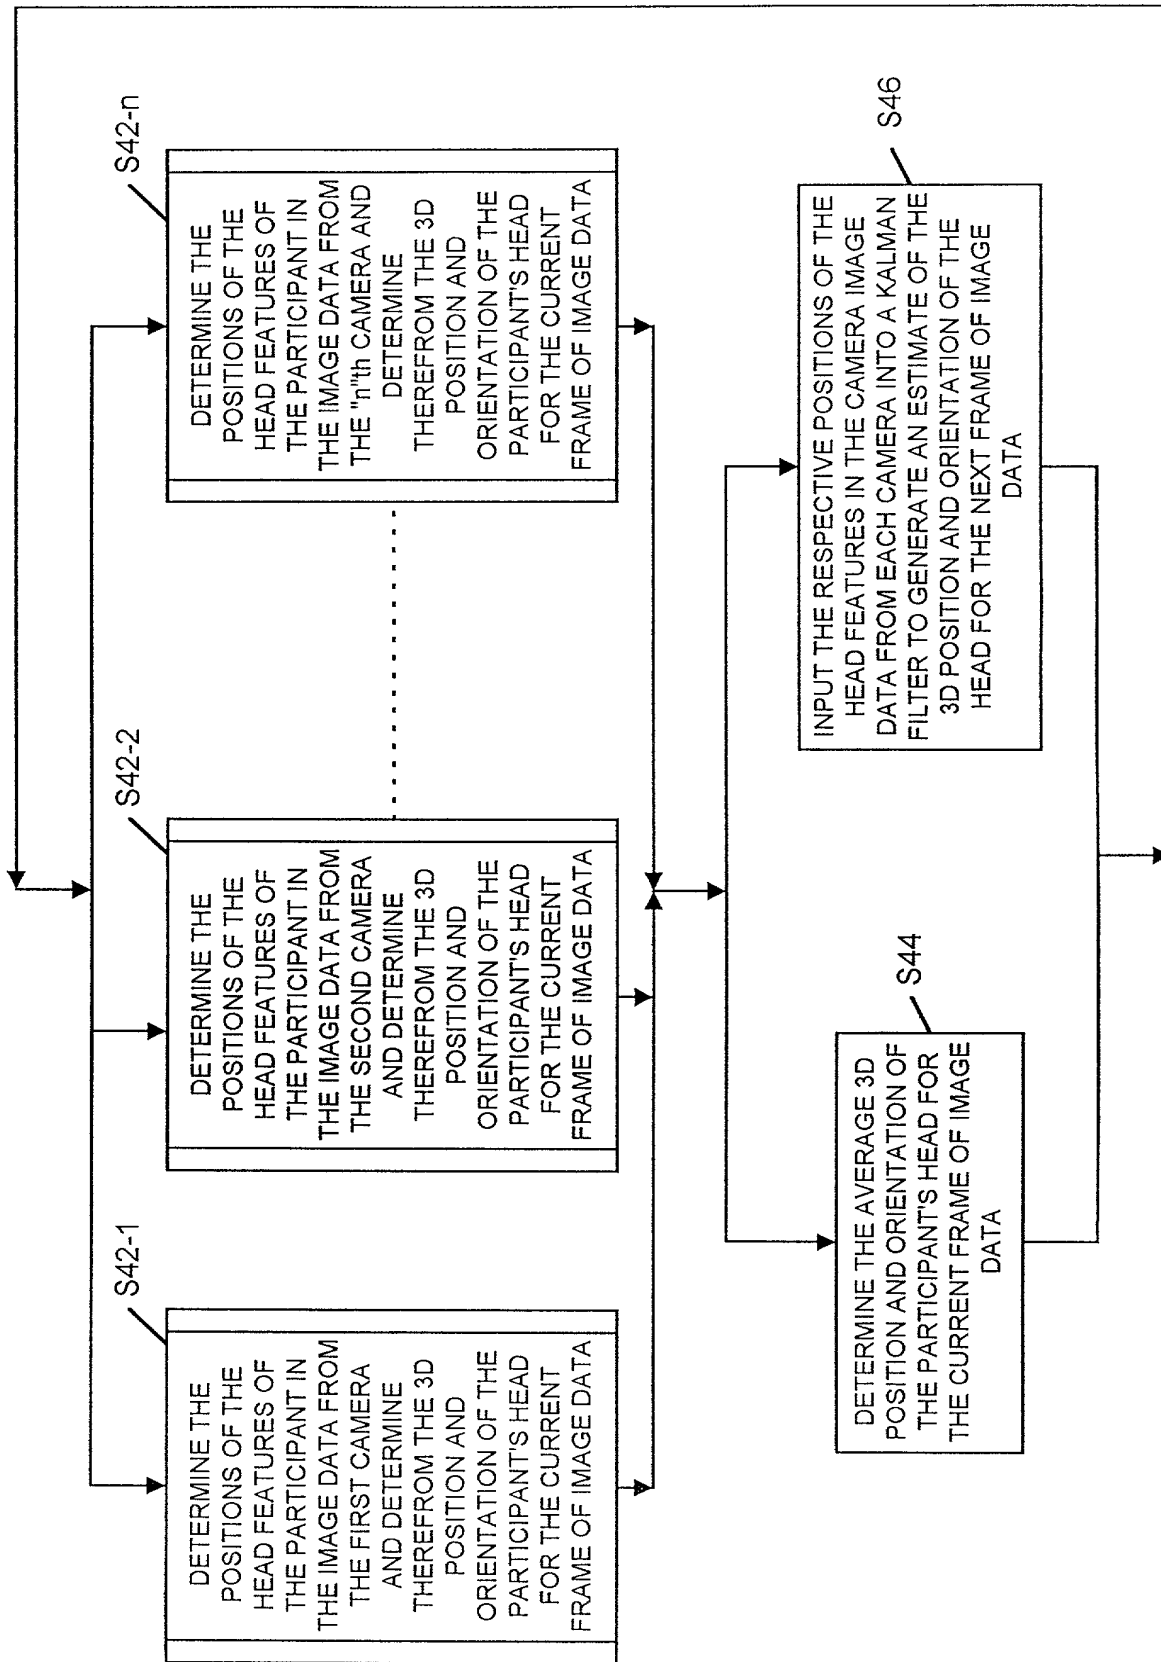 S42-1
DETERMINE THE
POSITIONS OF THE
HEAD FEATURES OF
THE PARTICIPANT IN
THE IMAGE DATA FROM
THE FIRST CAMERA
AND DETERMINE
THEREFROM THE 3D
POSITION AND
ORIENTATION OF THE
PARTICIPANT'S HEAD
FOR THE CURRENT
FRAME OF IMAGE DATA
S42-2
DETERMINE THE
POSITIONS OF THE
HEAD FEATURES OF
THE PARTICIPANT IN
THE IMAGE DATA FROM
THE SECOND CAMERA
AND DETERMINE
THEREFROM THE 3D
POSITION AND
ORIENTATION OF THE
PARTICIPANT'S HEAD
FOR THE CURRENT
FRAME OF IMAGE DATA
S42-n
DETERMINE THE
POSITIONS OF THE
HEAD FEATURES OF
THE PARTICIPANT IN
THE IMAGE DATA FROM
THE "n"th CAMERA AND
DETERMINE
THEREFROM THE 3D
POSITION AND
ORIENTATION OF THE
PARTICIPANT'S HEAD
FOR THE CURRENT
FRAME OF IMAGE DATA
S44
DETERMINE THE AVERAGE 3D
POSITION AND ORIENTATION OF
THE PARTICIPANT'S HEAD FOR
THE CURRENT FRAME OF IMAGE
DATA
S46
INPUT THE RESPECTIVE POSITIONS OF THE
HEAD FEATURES IN THE CAMERA IMAGE
DATA FROM EACH CAMERA INTO A KALMAN
FILTER TO GENERATE AN ESTIMATE OF THE
3D POSITION AND ORIENTATION OF THE
HEAD FOR THE NEXT FRAME OF IMAGE
DATA